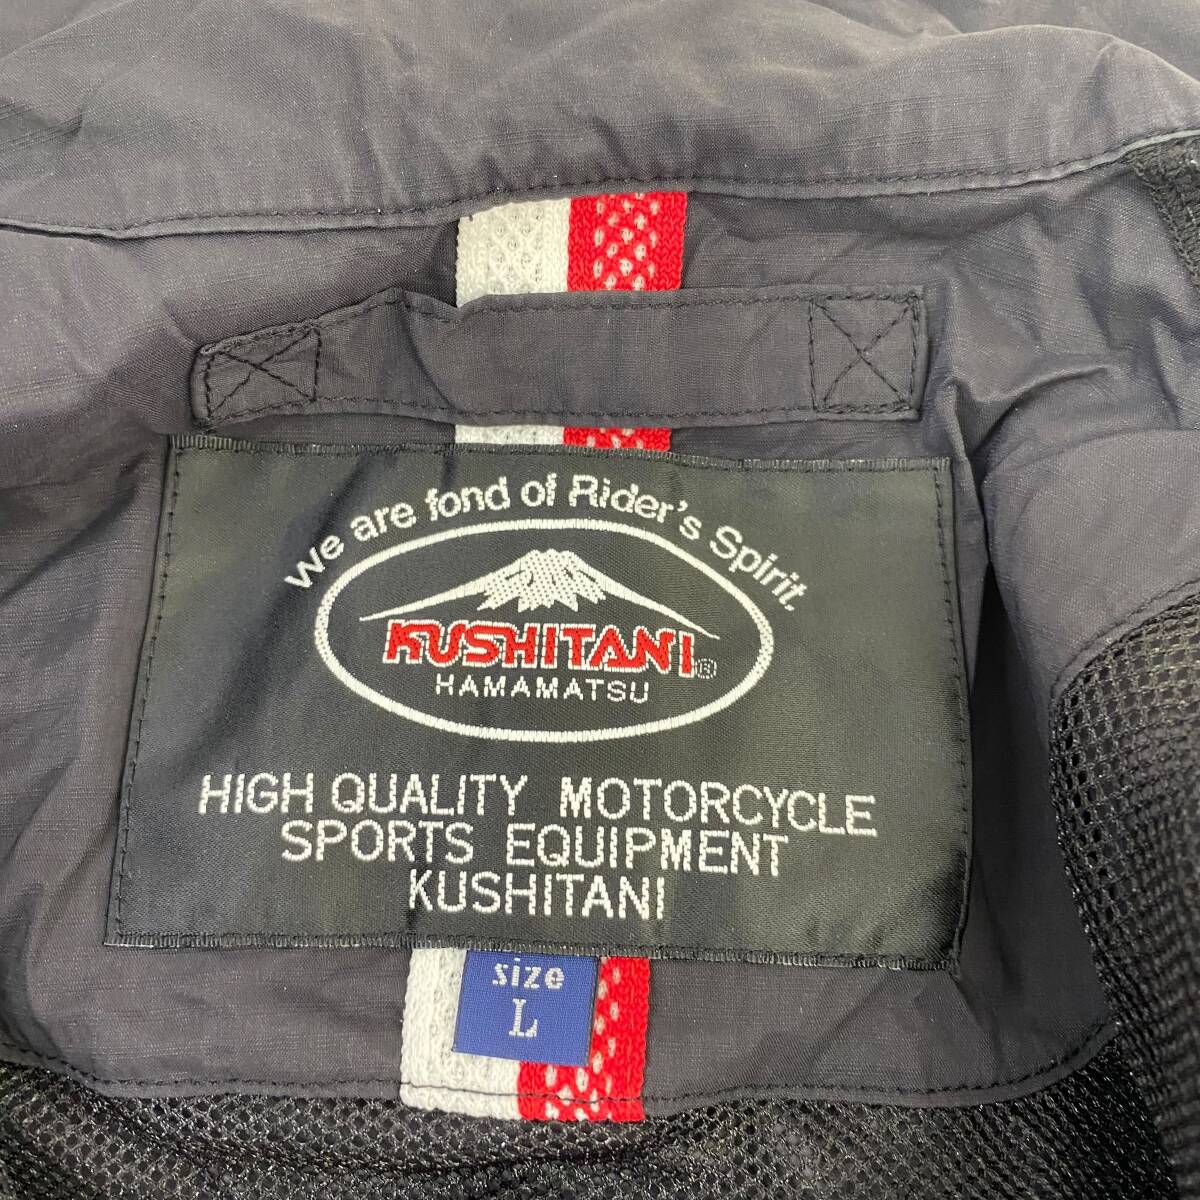 we are fond of Rider's Spirit.
KUSHITANI®
HAMAMATSU
HIGH QUALITY MOTORCYCLE
SPORTS EQUIPMENT
KUSHITANI
size
L